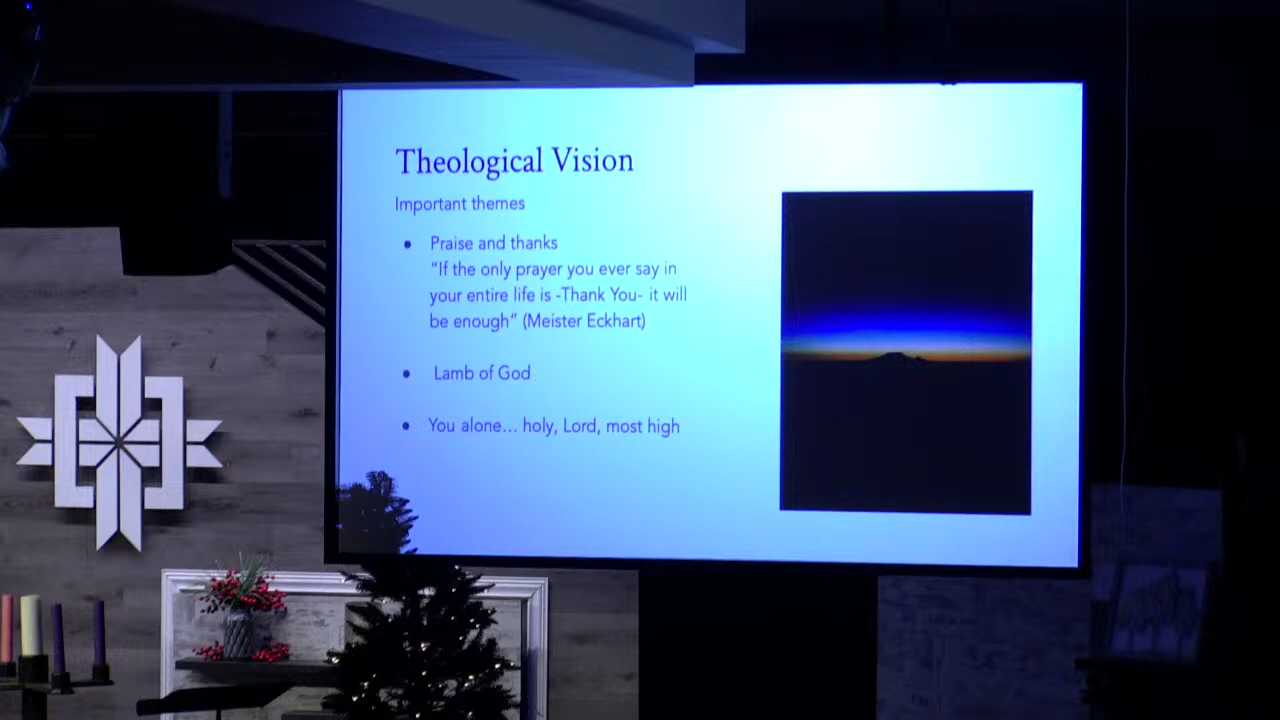 Theological Vision
Important themes
● Praise and thanks
“If the only prayer you ever say in
your entire life is -Thank You- it will
be enough” (Meister Eckhart)
● Lamb of God
● You alone... holy, Lord, most high